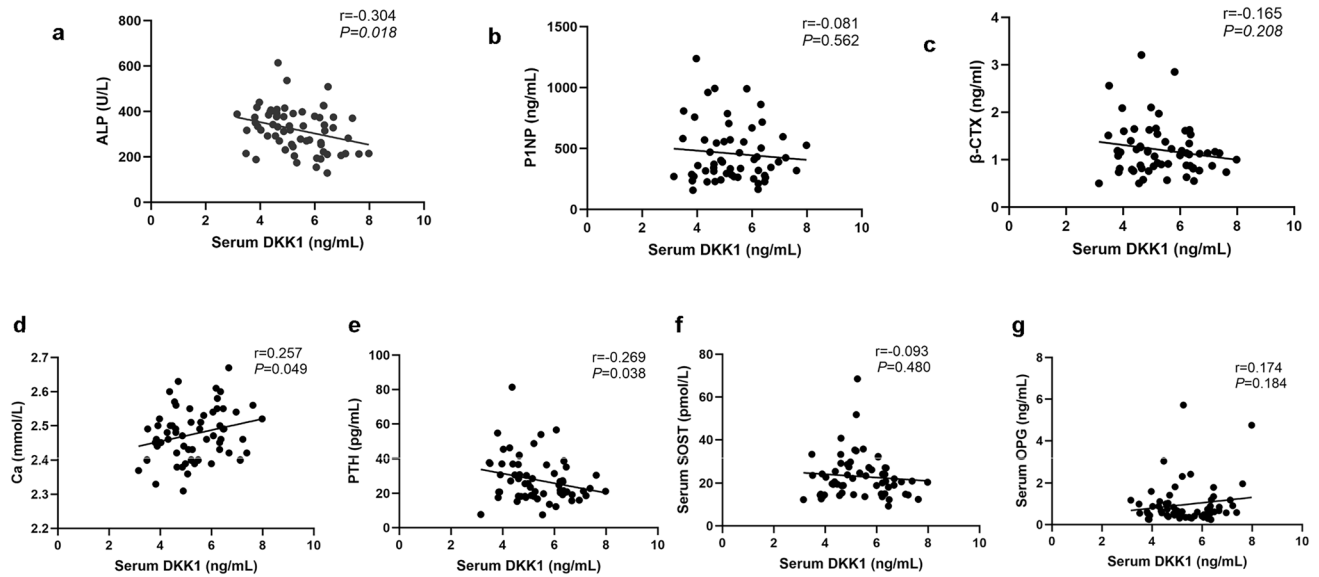 a
r=-0.304
P=0.018
ALP (U/L)
800
600
400
200
0
0 2 4 6 8 10
Serum DKK1 (ng/mL)
b
r=-0.081
P=0.562
P1NP (ng/mL)
1500
1000
500
0
0 2 4 6 8 10
Serum DKK1 (ng/mL)
c
r=-0.165
P=0.208
β-CTX (ng/ml)
4
3
2
1
0
0 2 4 6 8 10
Serum DKK1 (ng/mL)
d
r=0.257
P=0.049
Ca (mmol/L)
2.7
2.6
2.5
2.4
2.3
2.2
0 2 4 6 8 10
Serum DKK1 (ng/mL)
e
r=-0.269
P=0.038
PTH (pg/mL)
100
80
60
40
20
0
0 2 4 6 8 10
Serum DKK1 (ng/mL)
f
r=-0.093
P=0.480
Serum SOST (pmol/L)
80
60
40
20
0
0 2 4 6 8 10
Serum DKK1 (ng/mL)
g
r=0.174
P=0.184
Serum OPG (ng/mL)
8
6
4
2
0
0 2 4 6 8 10
Serum DKK1 (ng/mL)